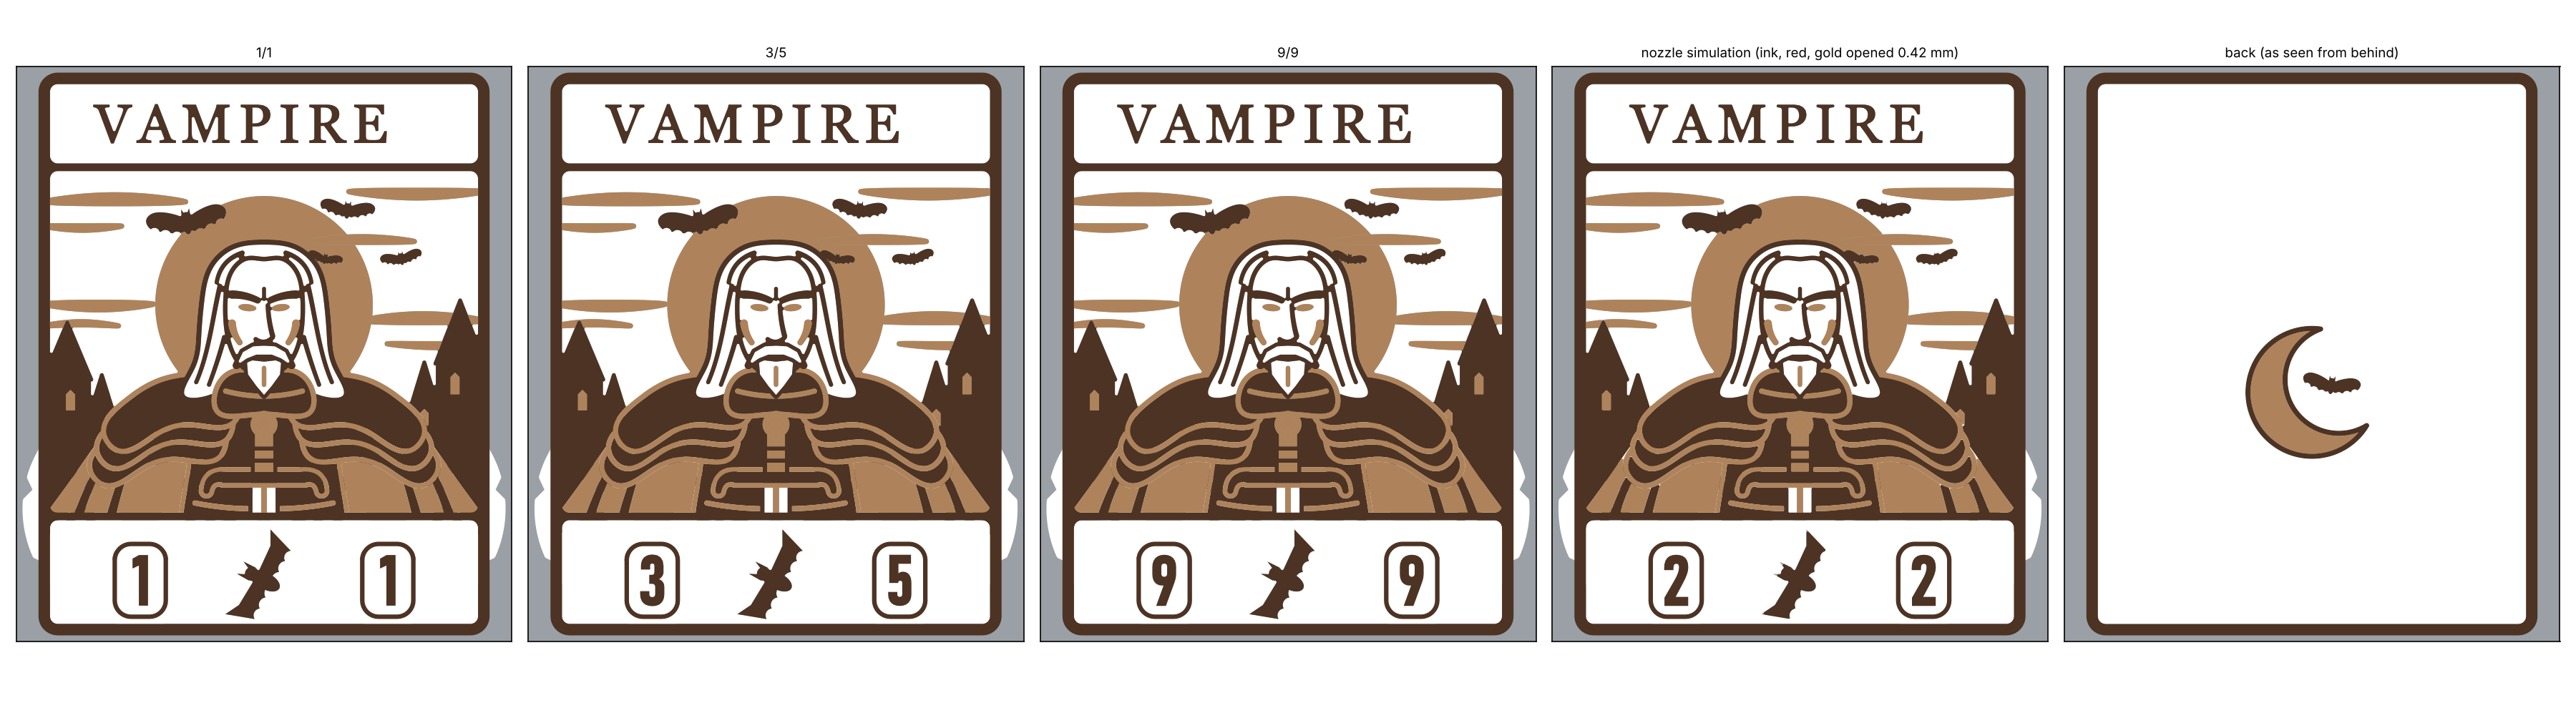 1/1
3/5
9/9
nozzle simulation (ink, red, gold opened 0.42 mm)
back (as seen from behind)
VAMPIRE
VAMPIRE
VAMPIRE
VAMPIRE
1 1
3 5
9 9
2 2